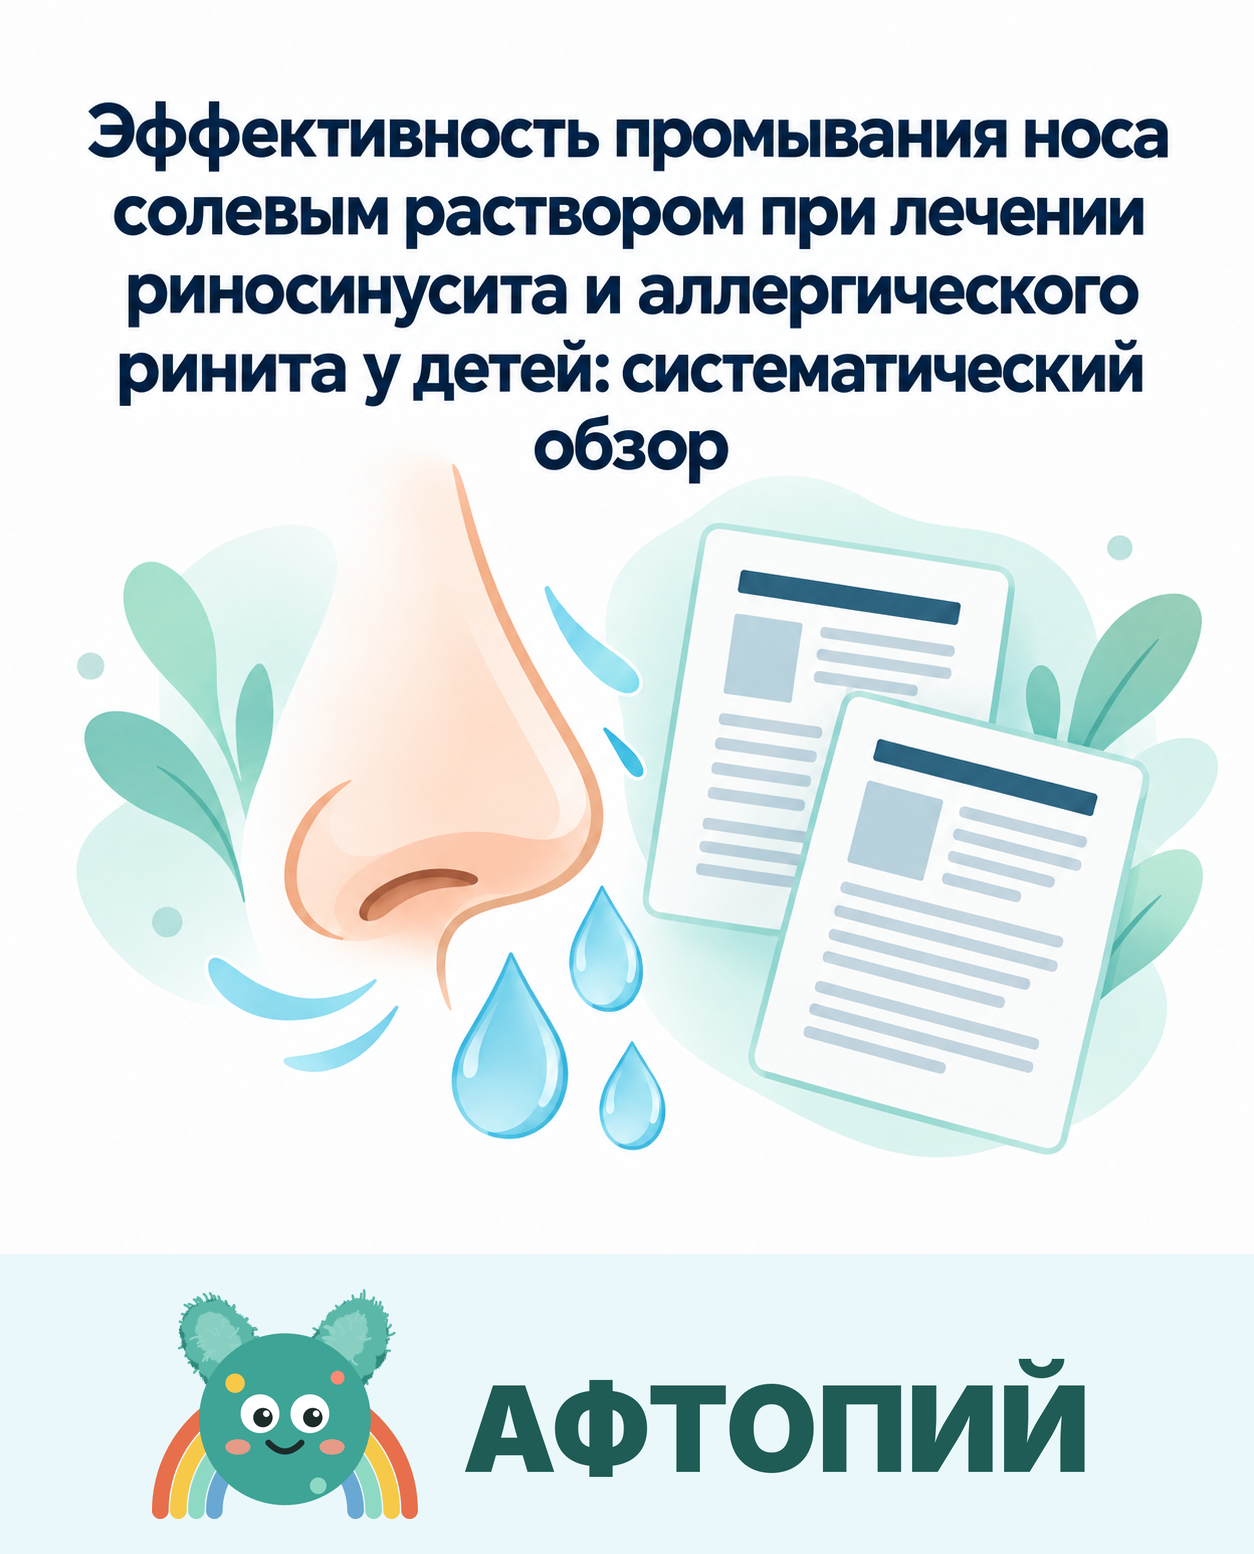 Эффективность промывания носа
солевым раствором при лечении
риносинусита и аллергического
ринита у детей: систематический
обзор
АФТОПИЙ